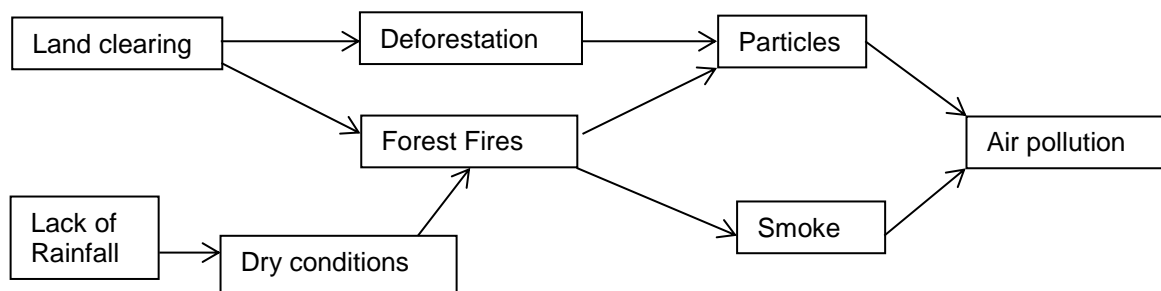 Land clearing
Deforestation
Particles
Forest Fires
Air pollution
Lack of
Rainfall
Dry conditions
Smoke